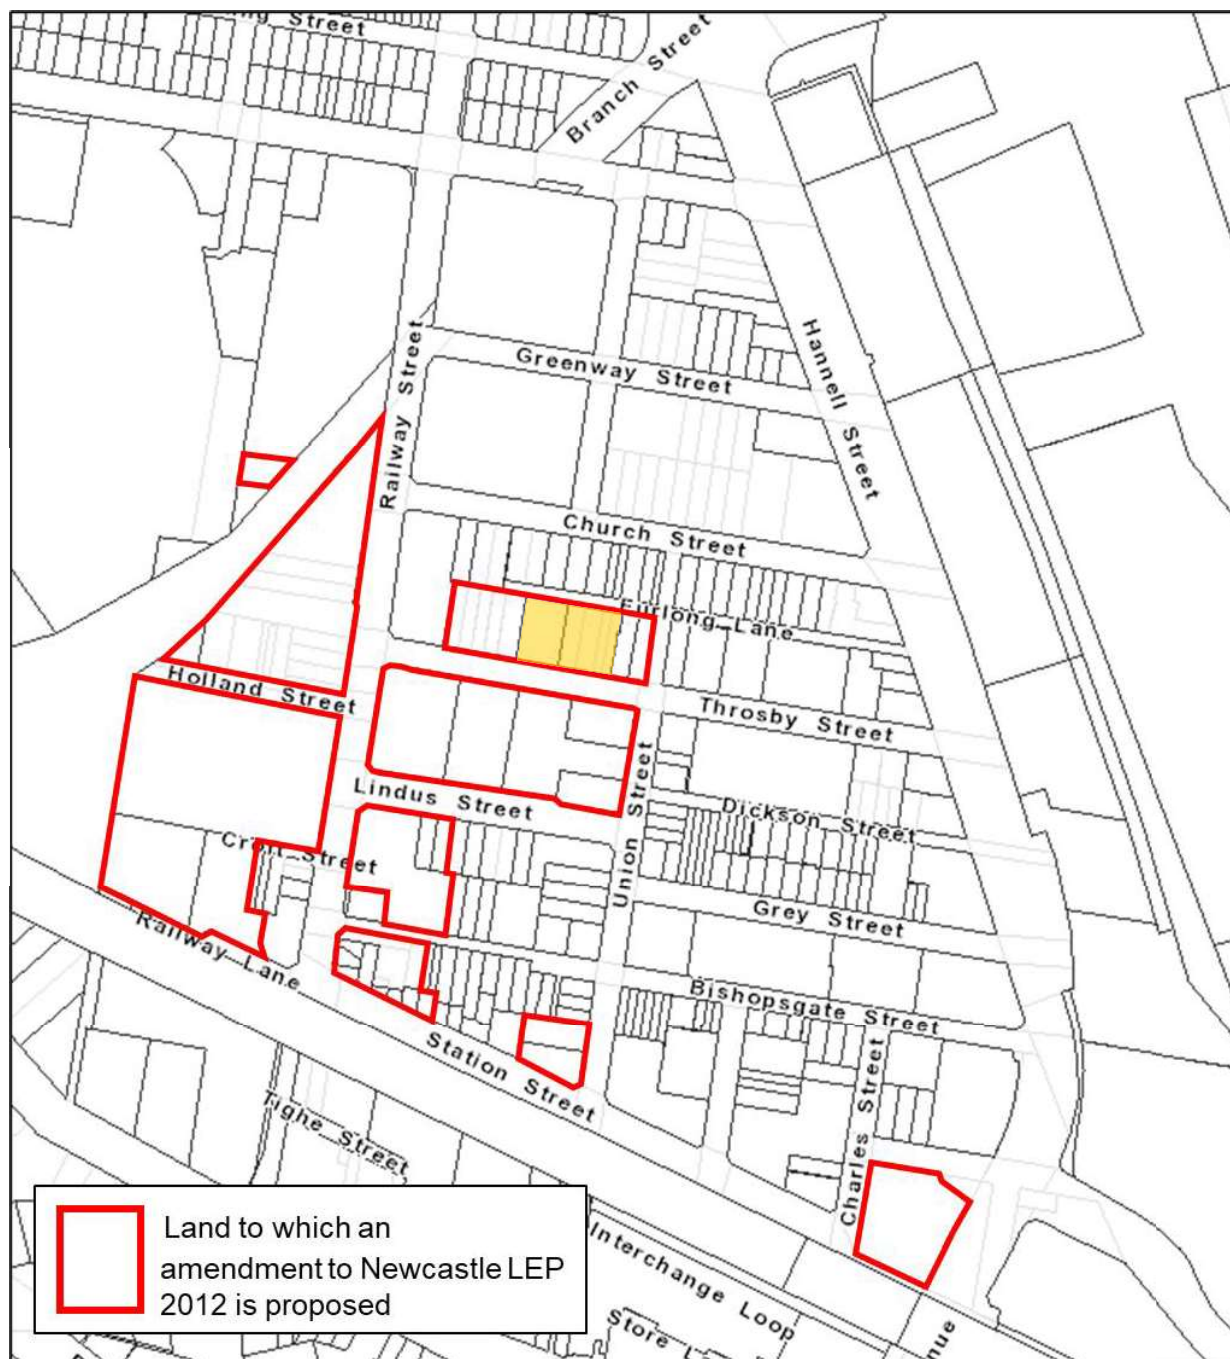 Street
Branch Street
Railway Street
Greenway Street
Hannell Street
Church Street
Furlong Lane
Holland Street
Throsby Street
Lindus Street
Union Street
Dickson Street
Croft Street
Grey Street
Railway Lane
Bishopsgate Street
Station Street
Charles Street
Tighe Street
Interchange Loop
Store
Land to which an
amendment to Newcastle LEP
2012 is proposed